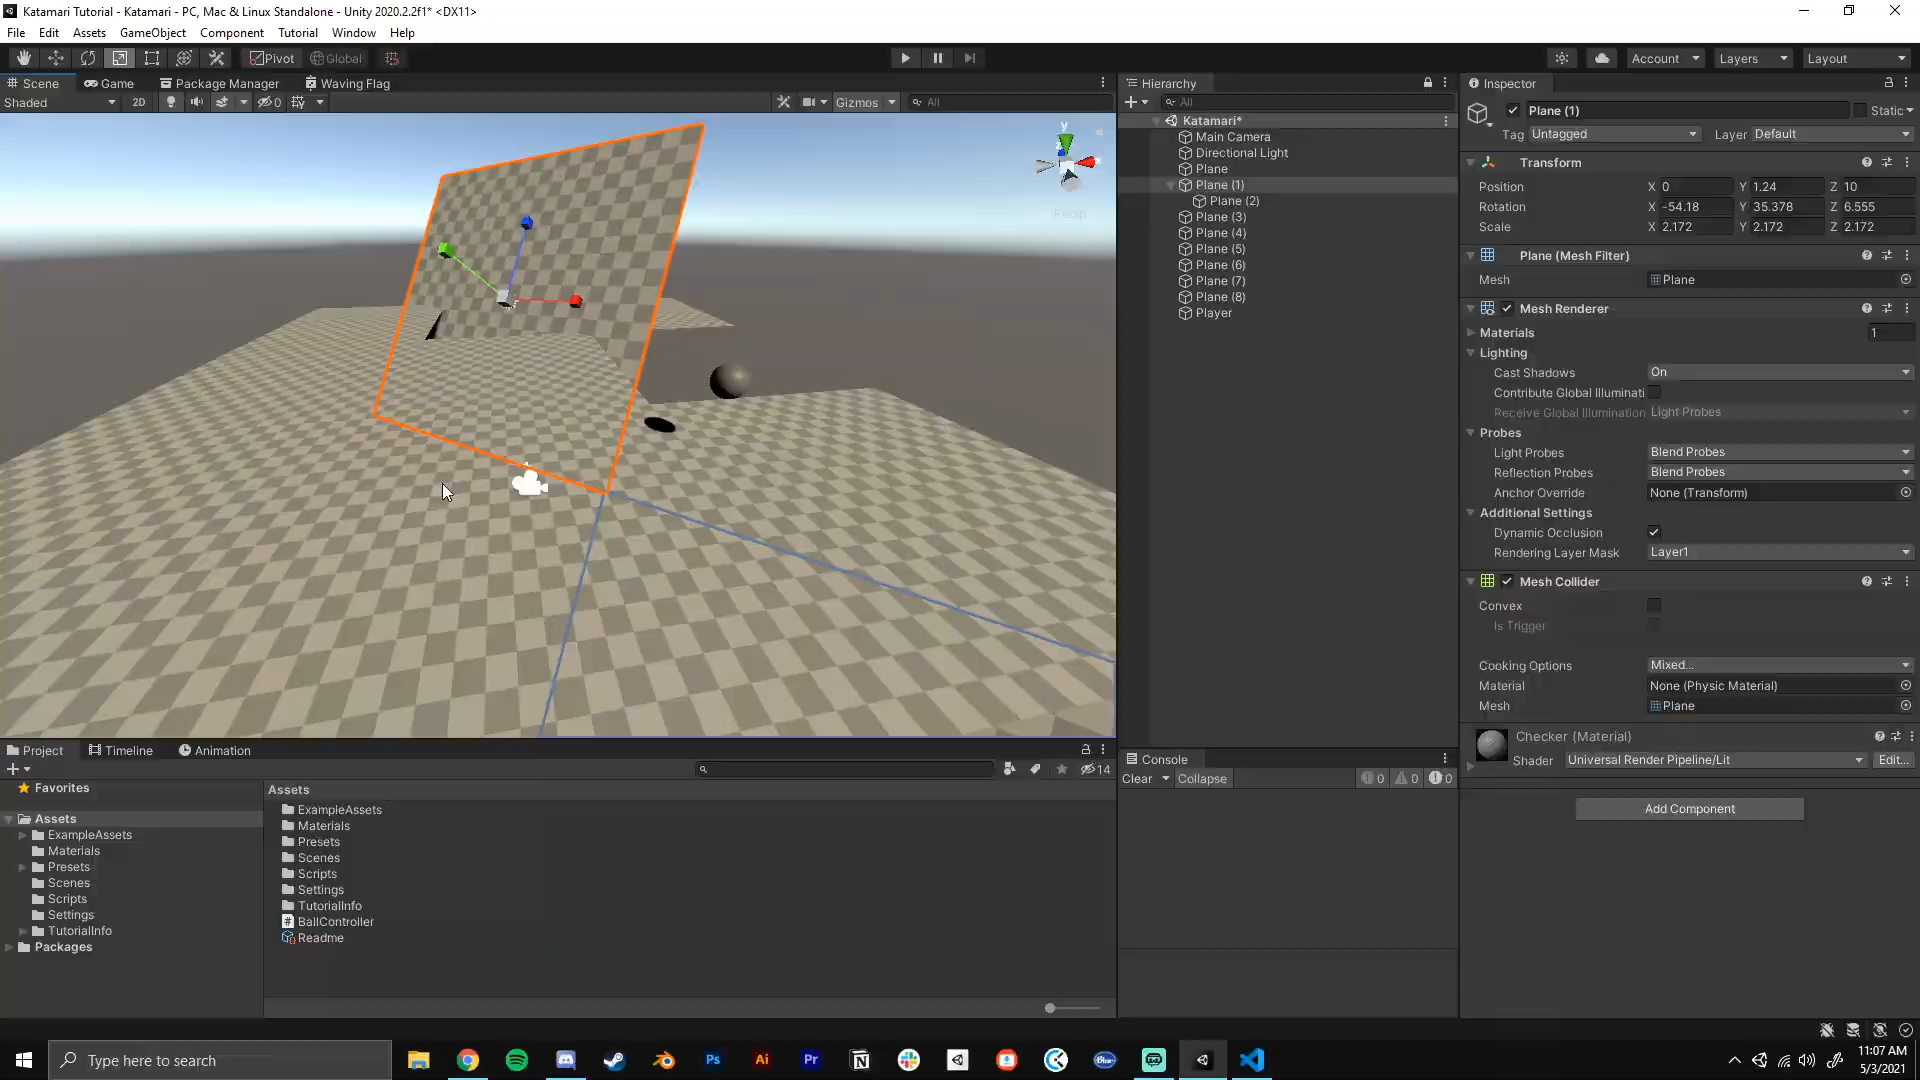 Katamari Tutorial - Katamari - PC, Mac & Linux Standalone - Unity 2020.2.2f1* <DX11>
File Edit Assets GameObject Component Tutorial Window Help
Pivot Global Account Layers Layout
Scene Game Package Manager Waving Flag
Shaded 2D 0 Gizmos All
y
Persp
Hierarchy
All
Katamari*
Main Camera
Directional Light
Plane
Plane (1)
Plane (2)
Plane (3)
Plane (4)
Plane (5)
Plane (6)
Plane (7)
Plane (8)
Player
Inspector
Plane (1) Static
Tag Untagged Layer Default
Transform
Position X 0 Y 1.24 Z 10
Rotation X -54.18 Y 35.378 Z 6.555
Scale X 2.172 Y 2.172 Z 2.172
Plane (Mesh Filter)
Mesh Plane
Mesh Renderer
Materials 1
Lighting
Cast Shadows On
Contribute Global Illuminati
Receive Global Illumination Light Probes
Probes
Light Probes Blend Probes
Reflection Probes Blend Probes
Anchor Override None (Transform)
Additional Settings
Dynamic Occlusion
Rendering Layer Mask Layer1
Mesh Collider
Convex
Is Trigger
Cooking Options Mixed...
Material None (Physic Material)
Mesh Plane
Checker (Material)
Shader Universal Render Pipeline/Lit Edit...
Add Component
Project Timeline Animation
14
Favorites
Assets
ExampleAssets
Materials
Presets
Scenes
Scripts
Settings
TutorialInfo
Packages
Assets
ExampleAssets
Materials
Presets
Scenes
Scripts
Settings
TutorialInfo
BallController
Readme
Console
Clear Collapse 0 0 0
Type here to search
Ps Ai Pr N Blur
11:07 AM
5/3/2021